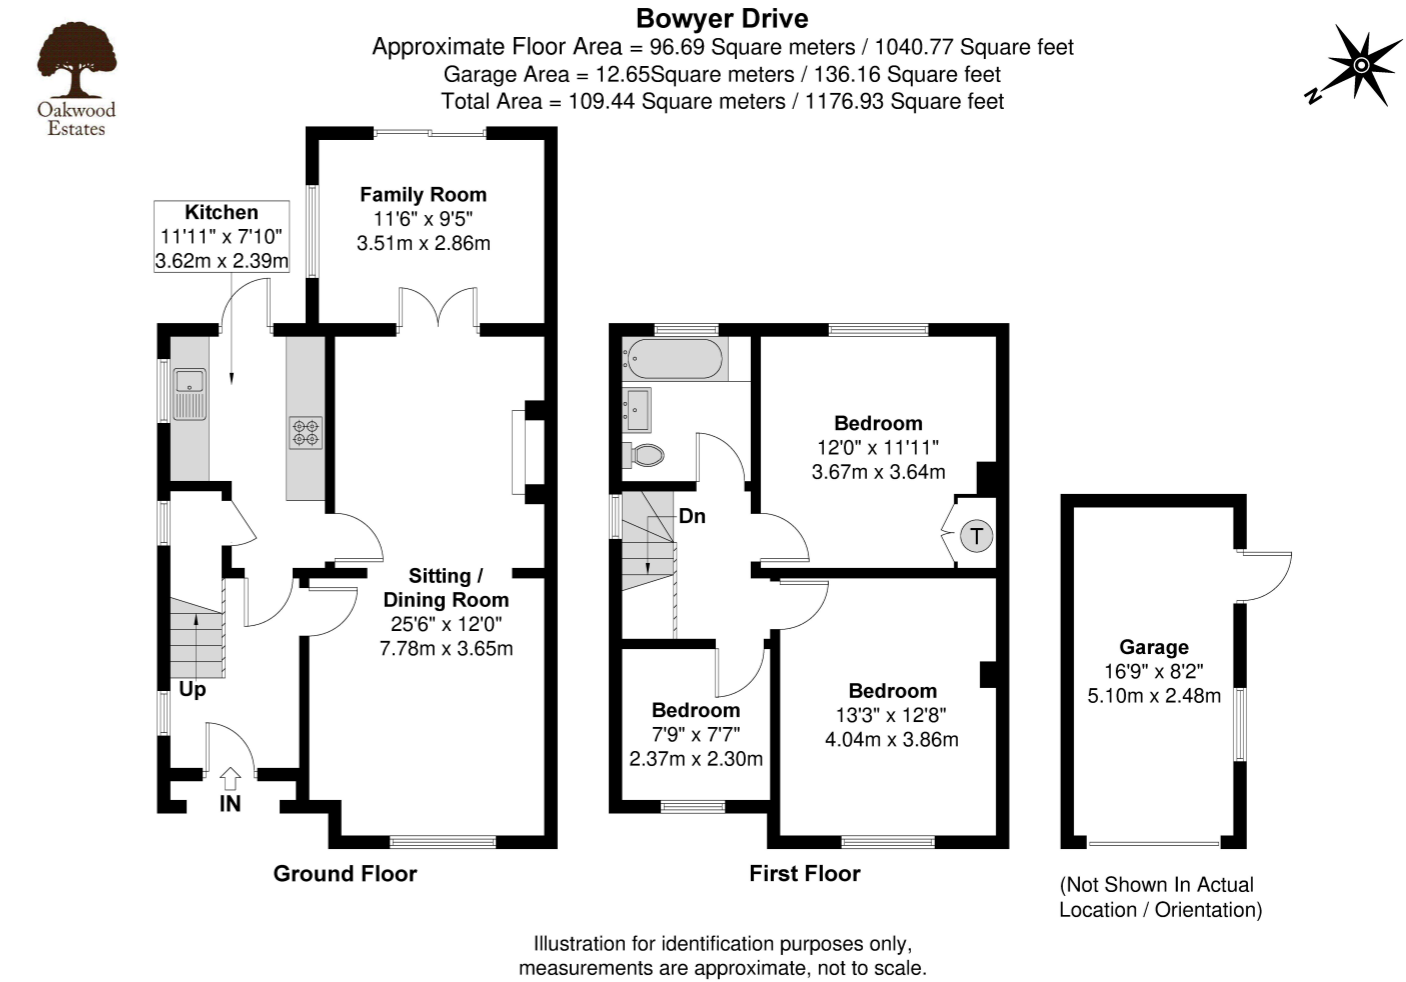 Bowyer Drive
Approximate Floor Area = 96.69 Square meters / 1040.77 Square feet
Garage Area = 12.65Square meters / 136.16 Square feet
Total Area = 109.44 Square meters / 1176.93 Square feet
Oakwood
Estates
N
Kitchen
11'11" x 7'10"
3.62m x 2.39m
Family Room
11'6" x 9'5"
3.51m x 2.86m
Sitting /
Dining Room
25'6" x 12'0"
7.78m x 3.65m
Up
IN
Ground Floor
Bedroom
12'0" x 11'11"
3.67m x 3.64m
Dn
T
Bedroom
7'9" x 7'7"
2.37m x 2.30m
Bedroom
13'3" x 12'8"
4.04m x 3.86m
First Floor
Garage
16'9" x 8'2"
5.10m x 2.48m
(Not Shown In Actual
Location / Orientation)
Illustration for identification purposes only,
measurements are approximate, not to scale.